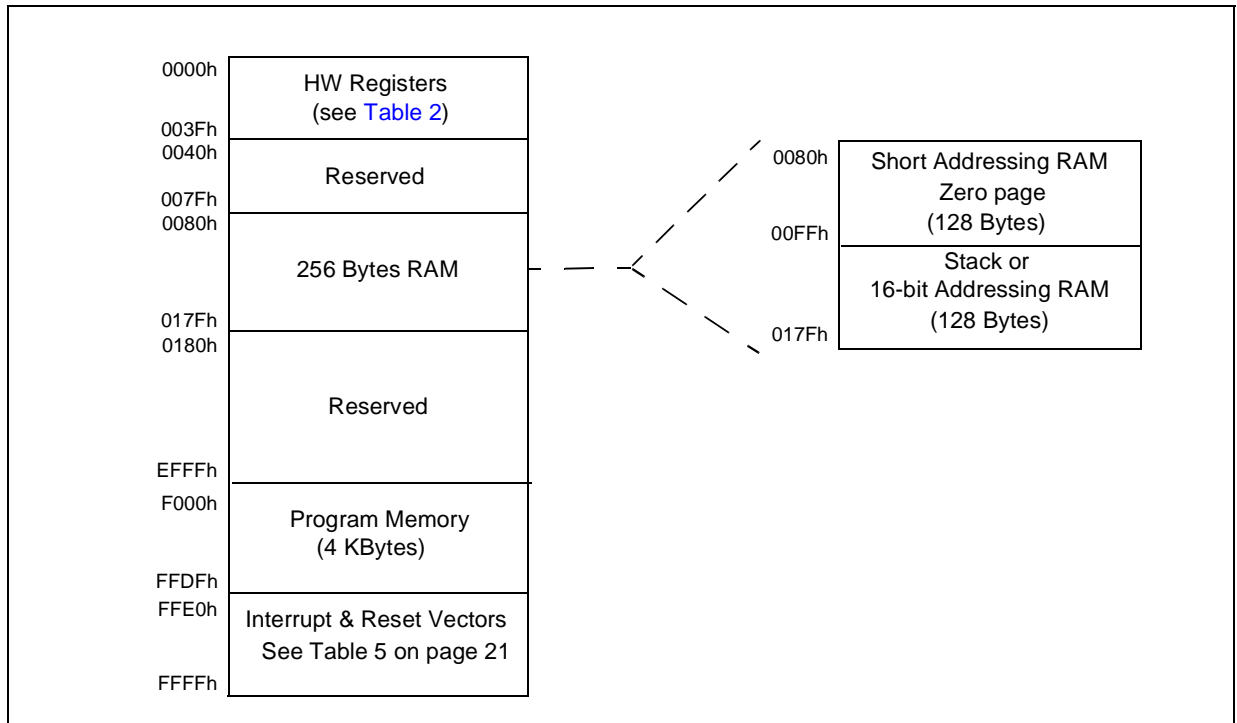 0000h
HW Registers
(see Table 2)
003Fh
0040h
Reserved
007Fh
0080h
256 Bytes RAM
017Fh
0180h
Reserved
EFFFh
F000h
Program Memory
(4 KBytes)
FFDFh
FFE0h
Interrupt & Reset Vectors
See Table 5 on page 21
FFFFh
0080h
Short Addressing RAM
Zero page
(128 Bytes)
00FFh
Stack or
16-bit Addressing RAM
(128 Bytes)
017Fh